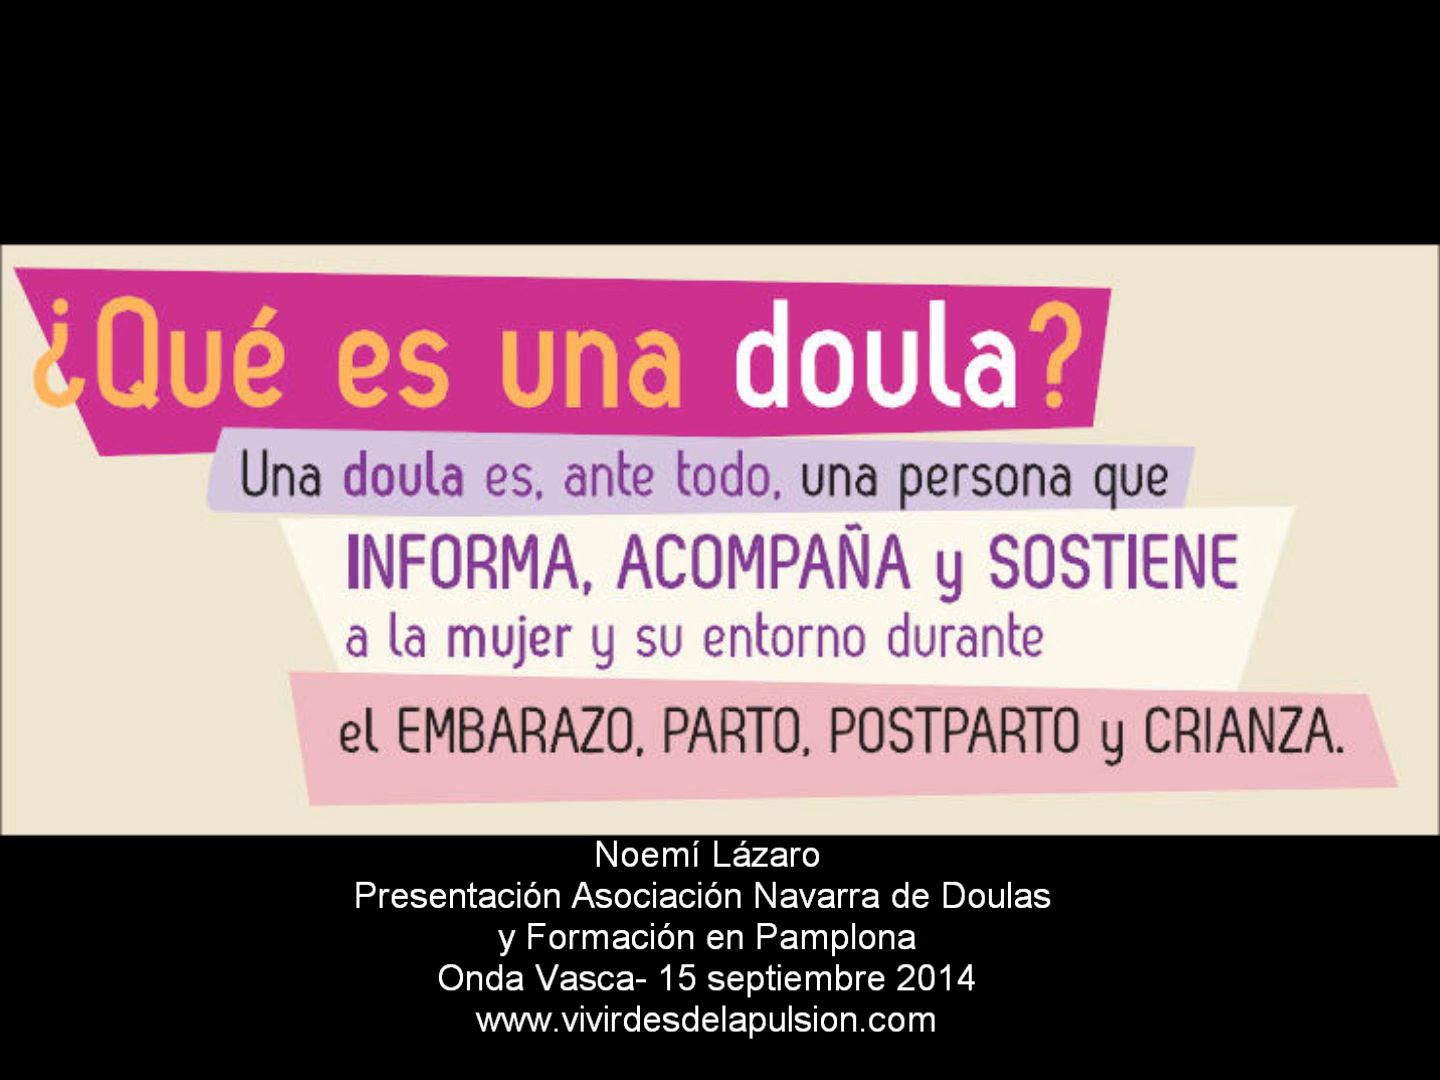 ¿Qué es una doula?
Una doula es, ante todo, una persona que
INFORMA, ACOMPAÑA y SOSTIENE
a la mujer y su entorno durante
el EMBARAZO, PARTO, POSTPARTO y CRIANZA.
Noemí Lázaro
Presentación Asociación Navarra de Doulas
y Formación en Pamplona
Onda Vasca- 15 septiembre 2014
www.vivirdesdelapulsion.com